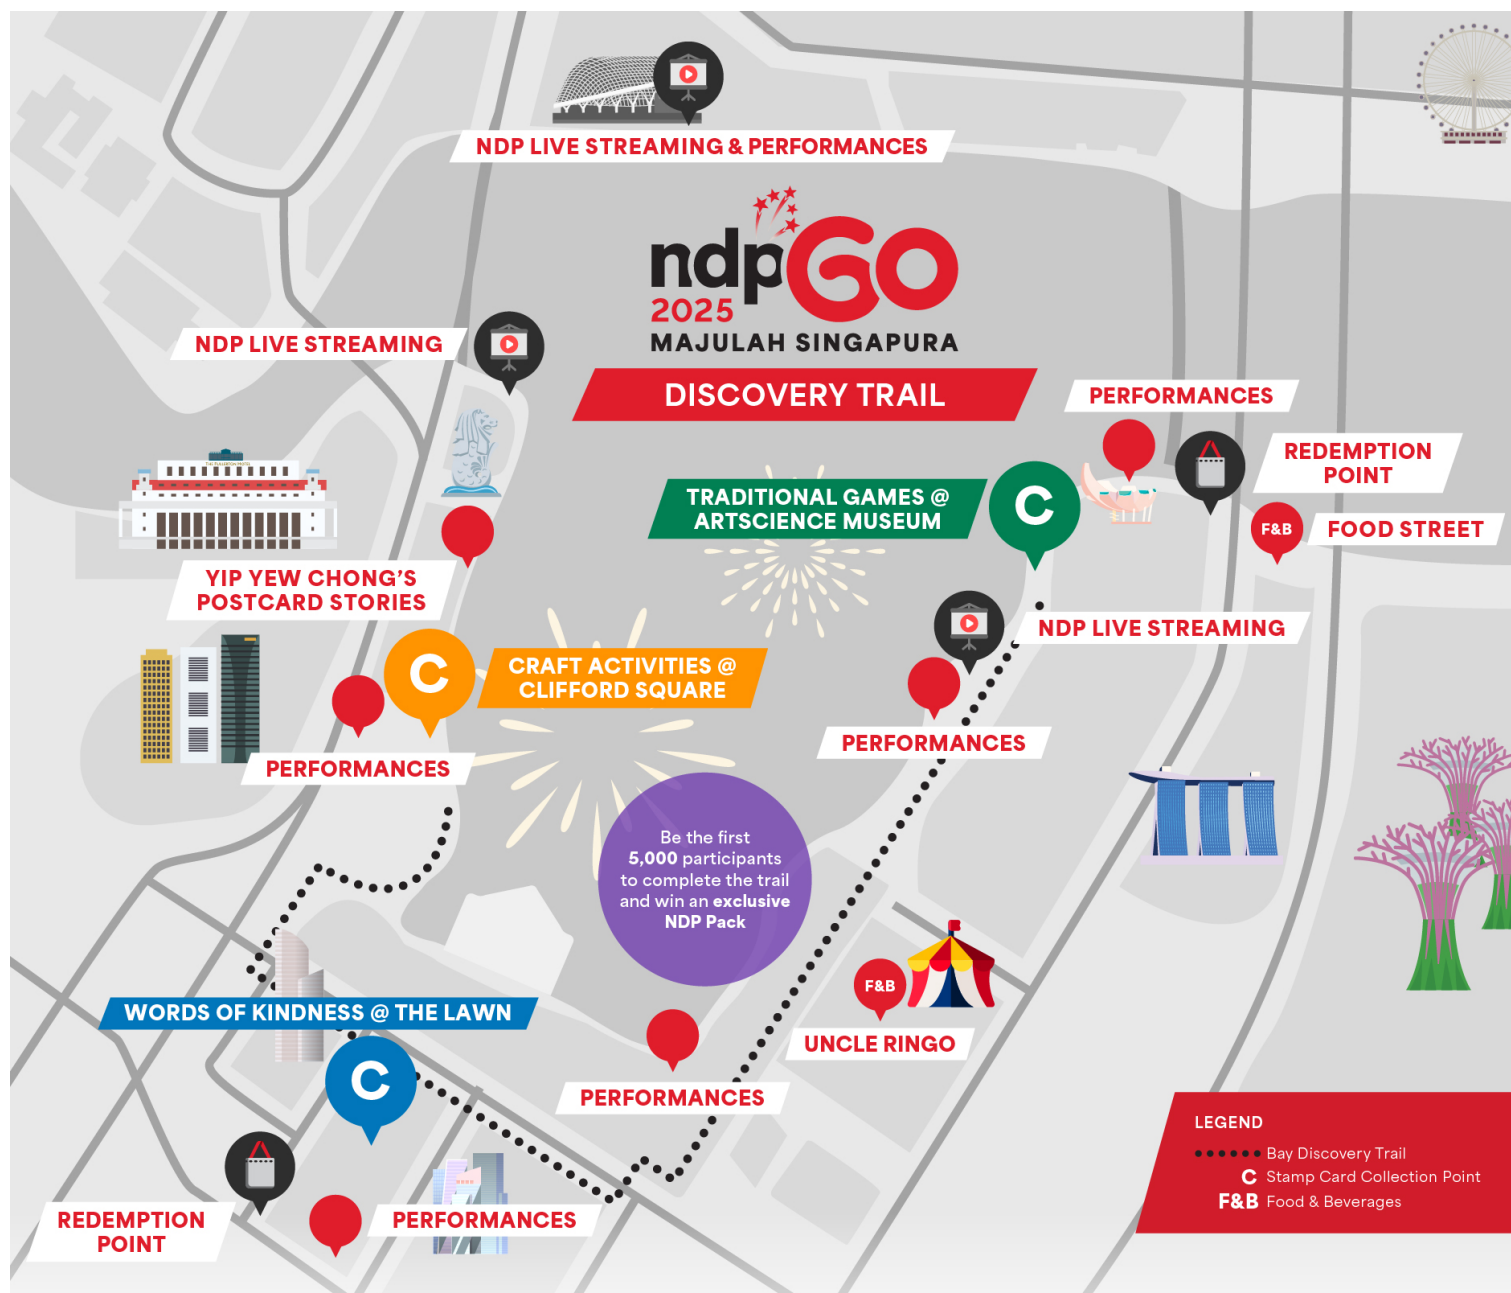 NDP LIVE STREAMING & PERFORMANCES
ndpGO
2025
MAJULAH SINGAPURA
DISCOVERY TRAIL
NDP LIVE STREAMING
PERFORMANCES
REDEMPTION
POINT
TRADITIONAL GAMES @
ARTSCIENCE MUSEUM
C
F&B
FOOD STREET
THE FULLERTON HOTEL
YIP YEW CHONG'S
POSTCARD STORIES
NDP LIVE STREAMING
C
CRAFT ACTIVITIES @
CLIFFORD SQUARE
PERFORMANCES
PERFORMANCES
Be the first
5,000 participants
to complete the trail
and win an exclusive
NDP Pack
F&B
UNCLE RINGO
WORDS OF KINDNESS @ THE LAWN
C
PERFORMANCES
REDEMPTION
POINT
PERFORMANCES
LEGEND
Bay Discovery Trail
C Stamp Card Collection Point
F&B Food & Beverages